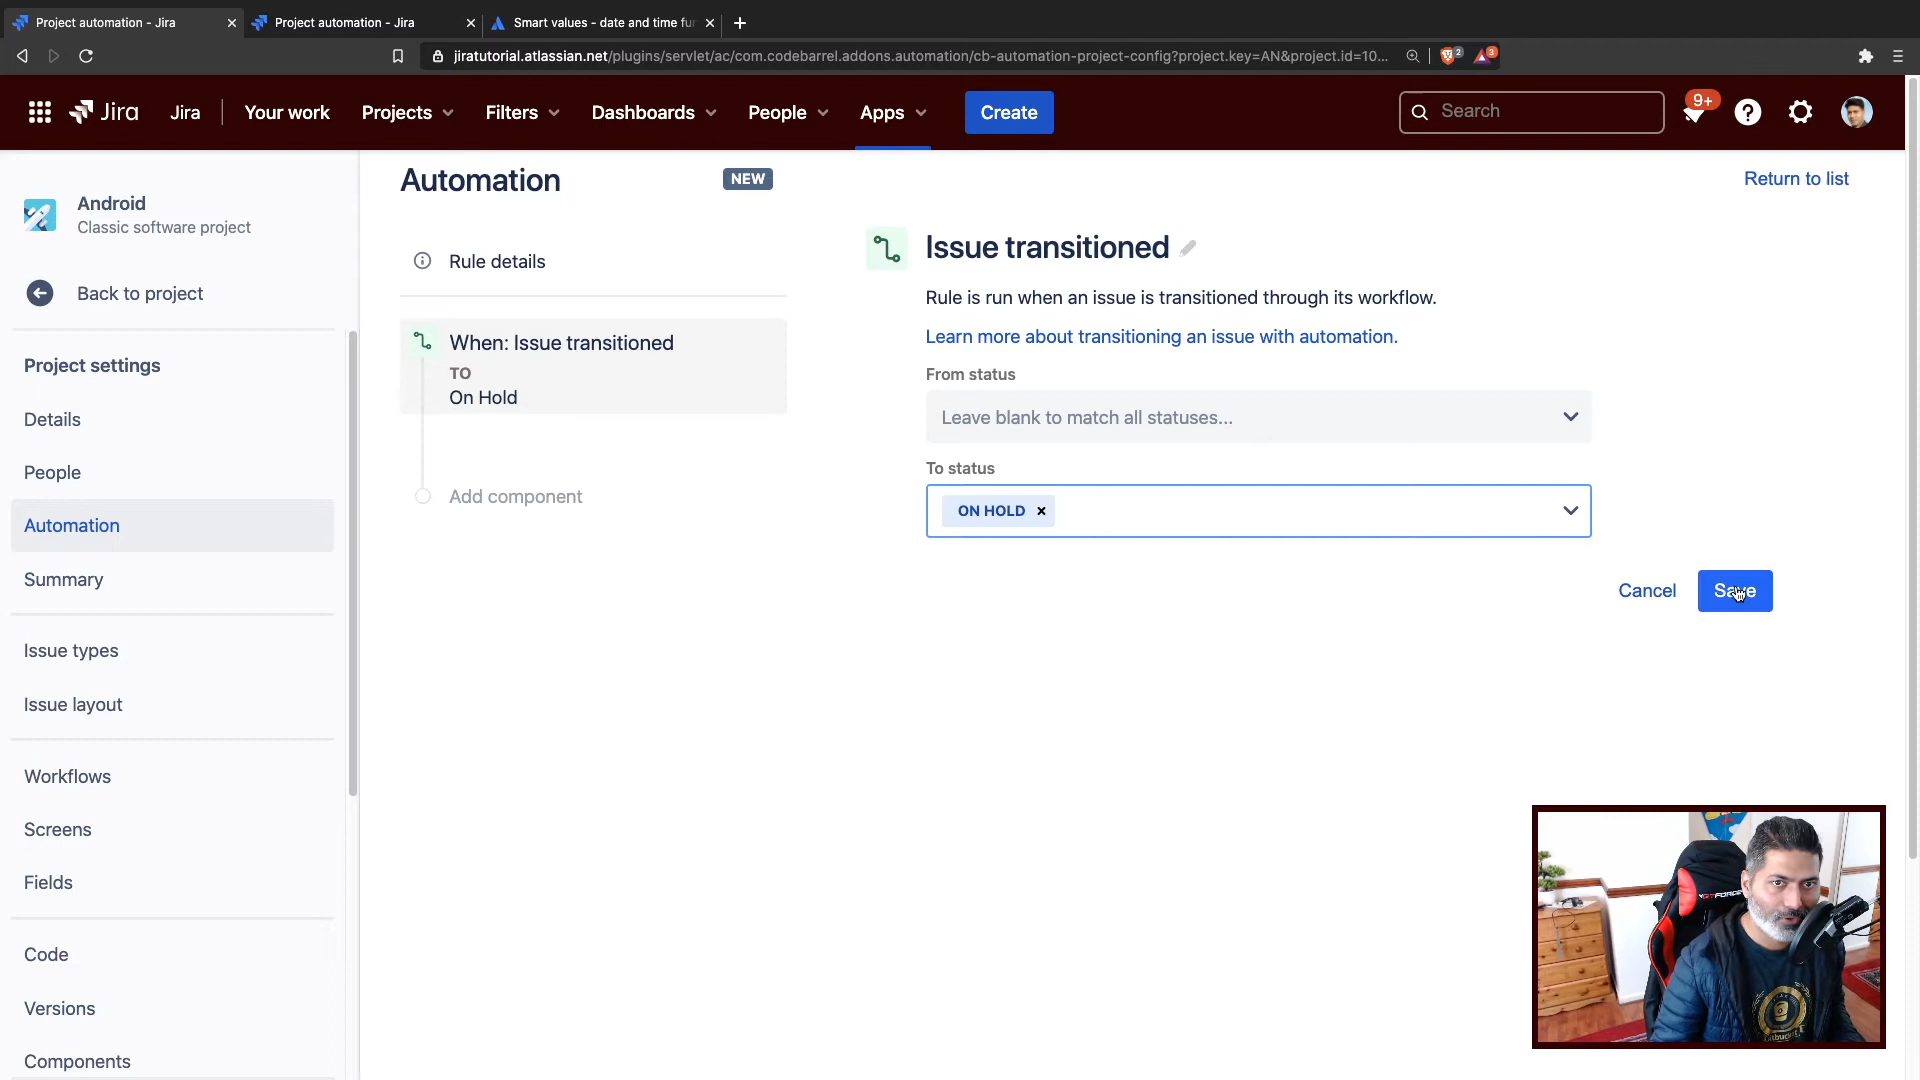 Project automation - Jira
Project automation - Jira
Smart values - date and time fur
jiratutorial.atlassian.net/plugins/servlet/ac/com.codebarrel.addons.automation/cb-automation-project-config?project.key=AN&project.id=10...
2
3
Jira
Jira
Your work
Projects
Filters
Dashboards
People
Apps
Create
Search
9+
Android
Classic software project
Back to project
Project settings
Details
People
Automation
Summary
Issue types
Issue layout
Workflows
Screens
Fields
Code
Versions
Components
Automation
NEW
Return to list
Rule details
When: Issue transitioned
TO
On Hold
Add component
Issue transitioned
Rule is run when an issue is transitioned through its workflow.
Learn more about transitioning an issue with automation.
From status
Leave blank to match all statuses...
To status
ON HOLD
Cancel
Save